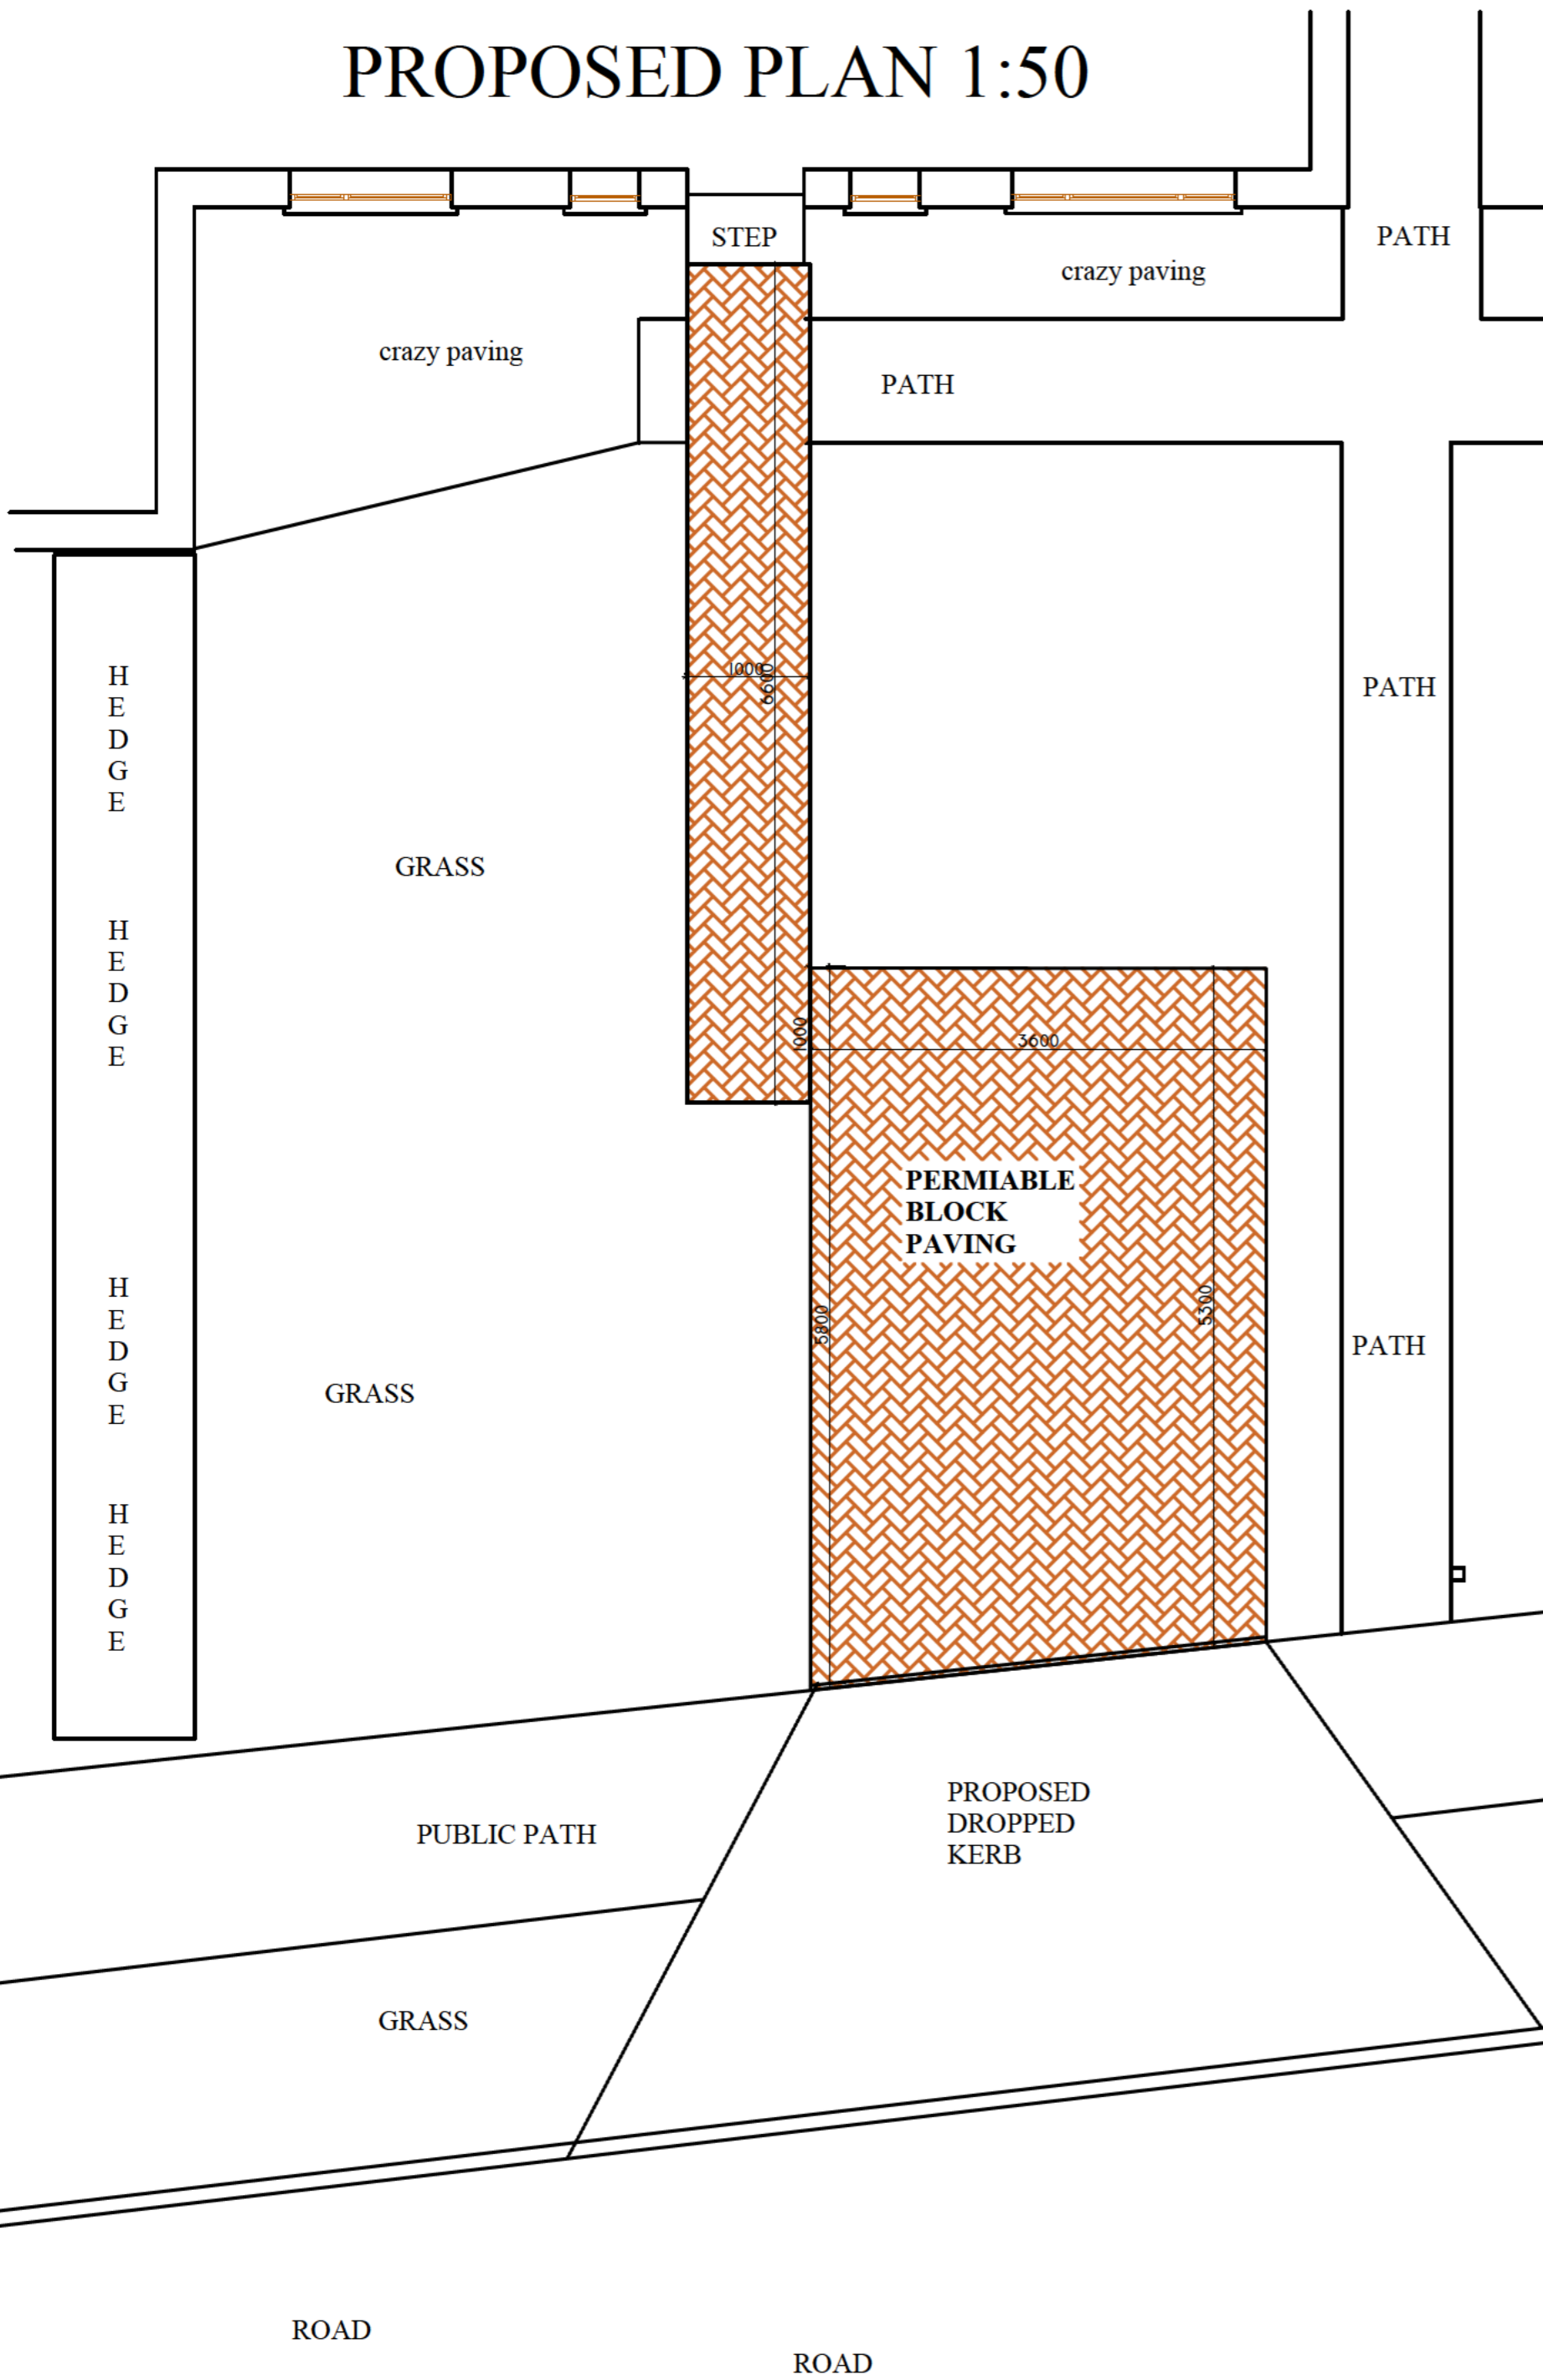 PROPOSED PLAN 1:50
STEP
PATH
crazy paving
crazy paving
PATH
1000
6600
H
E
D
G
E
PATH
GRASS
H
E
D
G
E
1000
3600
PERMIABLE
BLOCK
PAVING
5800
5300
H
E
D
G
E
PATH
GRASS
H
E
D
G
E
PROPOSED
DROPPED
KERB
PUBLIC PATH
GRASS
ROAD
ROAD